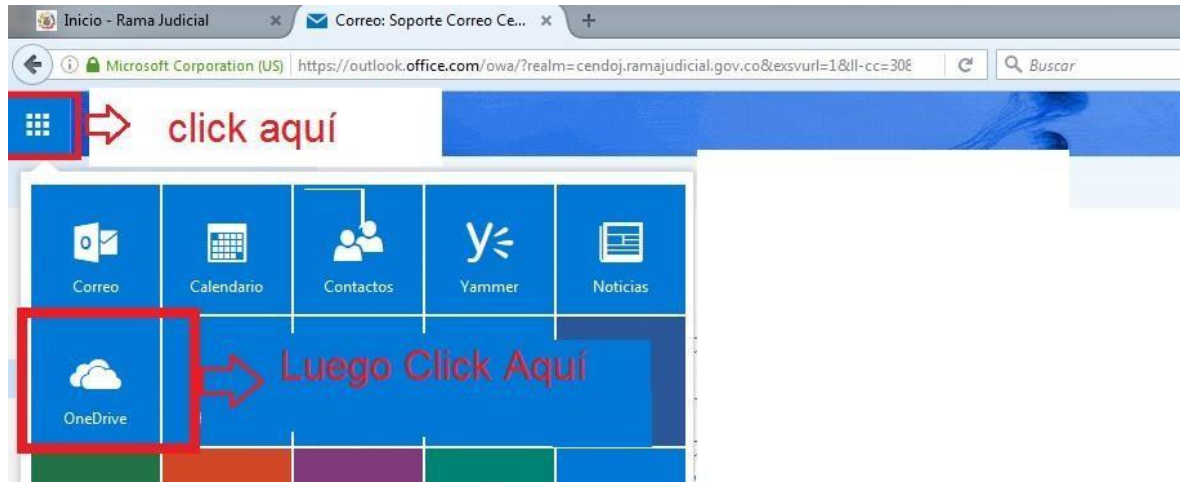 Inicio - Rama Judicial
Correo: Soporte Correo Ce...
Microsoft Corporation (US) https://outlook.office.com/owa/?realm=cendoj.ramajudicial.gov.co&exsvurl=1&ll-cc=308 Buscar
click aquí
Correo Calendario Contactos Yammer Noticias
Luego Click Aquí
OneDrive